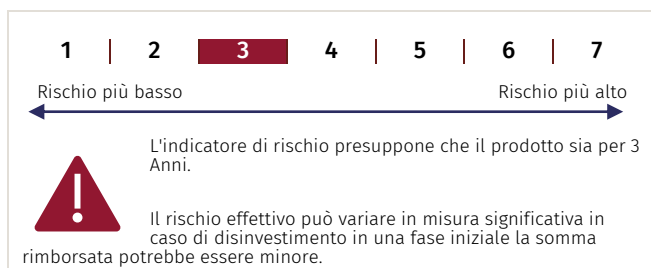 1 | 2 | 3 4 | 5 | 6 | 7
Rischio più basso Rischio più alto
L'indicatore di rischio presuppone che il prodotto sia per 3
Anni.
!
Il rischio effettivo può variare in misura significativa in
caso di disinvestimento in una fase iniziale la somma
rimborsata potrebbe essere minore.